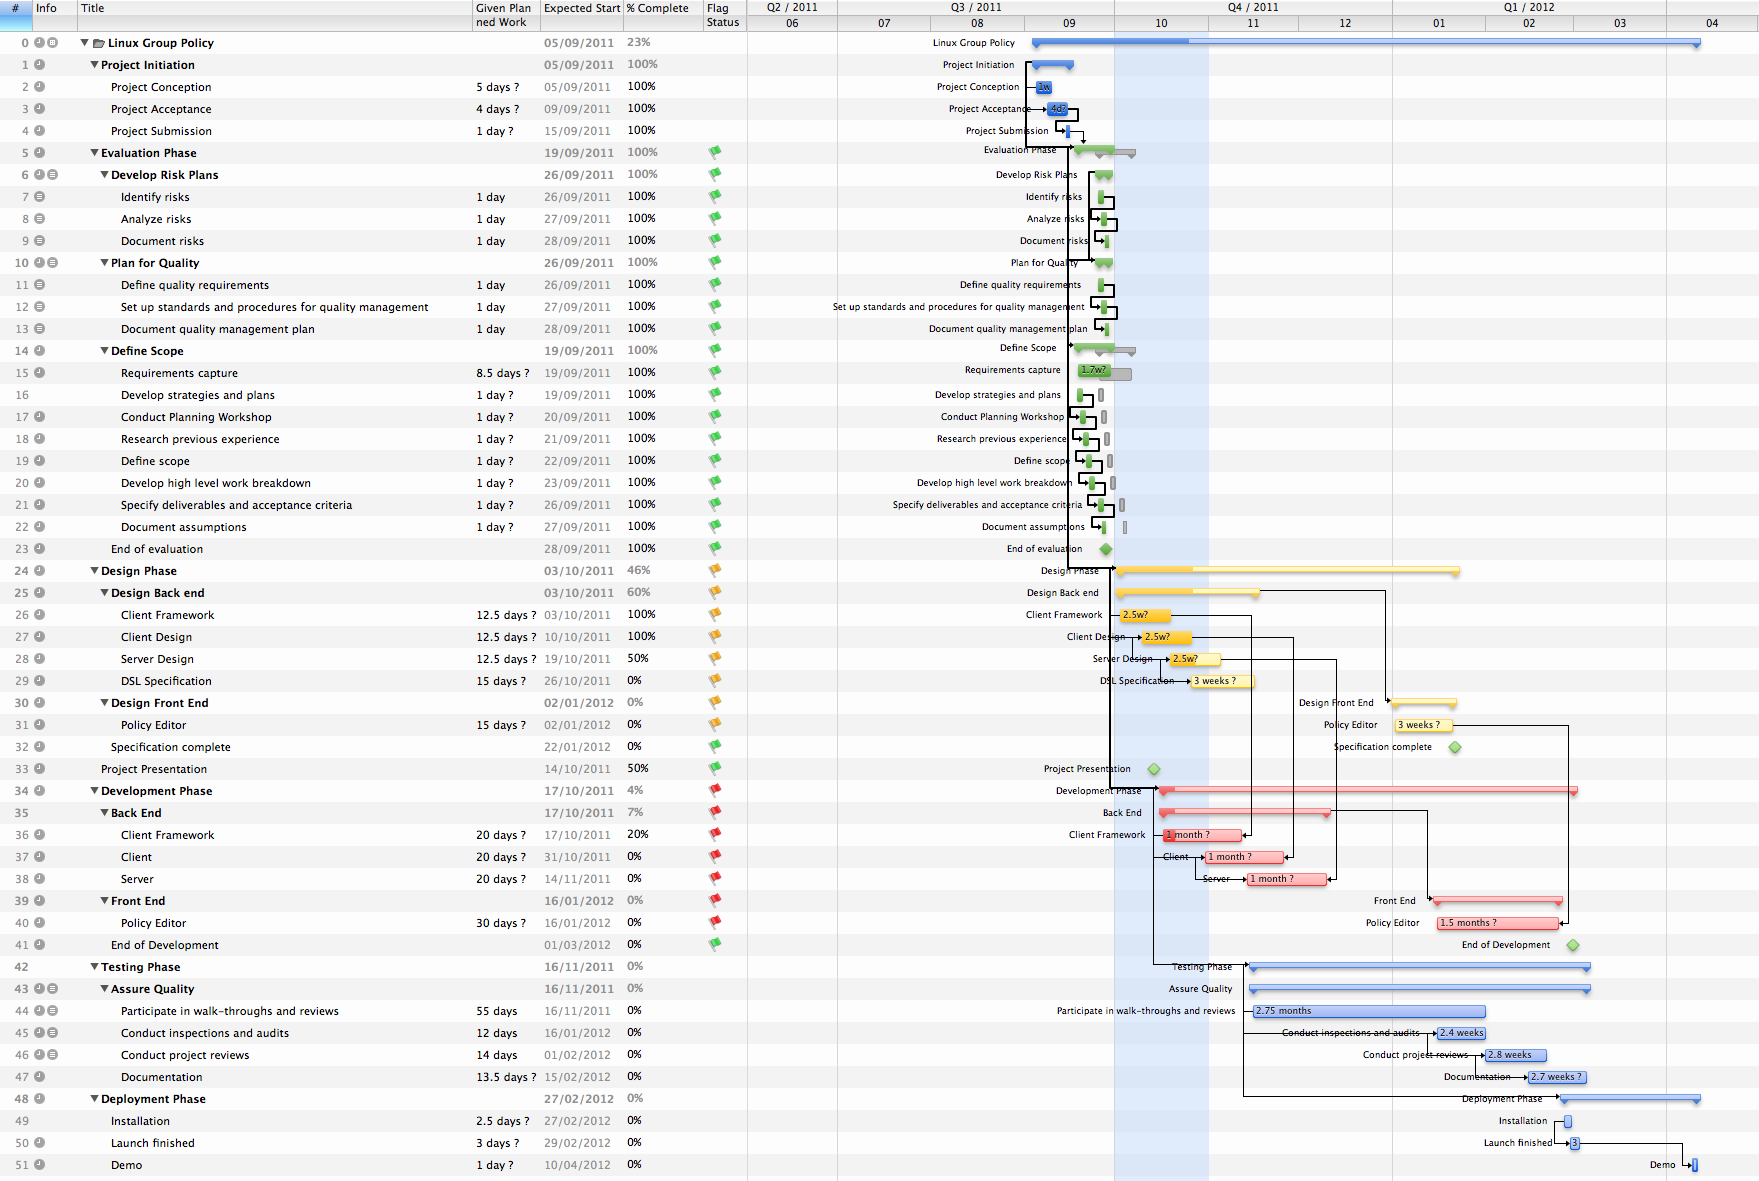 # Info Title Given Planned Work Expected Start % Complete Flag Status
Q2 / 2011 Q3 / 2011 Q4 / 2011 Q1 / 2012
06 07 08 09 10 11 12 01 02 03 04
0 Linux Group Policy 05/09/2011 23% Linux Group Policy
1 Project Initiation 05/09/2011 100% Project Initiation
2 Project Conception 5 days ? 05/09/2011 100% Project Conception 1w
3 Project Acceptance 4 days ? 09/09/2011 100% Project Acceptance 4d?
4 Project Submission 1 day ? 15/09/2011 100% Project Submission
5 Evaluation Phase 19/09/2011 100% Evaluation Phase
6 Develop Risk Plans 26/09/2011 100% Develop Risk Plans
7 Identify risks 1 day 26/09/2011 100% Identify risks
8 Analyze risks 1 day 27/09/2011 100% Analyze risks
9 Document risks 1 day 28/09/2011 100% Document risks
10 Plan for Quality 26/09/2011 100% Plan for Quality
11 Define quality requirements 1 day 26/09/2011 100% Define quality requirements
12 Set up standards and procedures for quality management 1 day 27/09/2011 100% Set up standards and procedures for quality management
13 Document quality management plan 1 day 28/09/2011 100% Document quality management plan
14 Define Scope 19/09/2011 100% Define Scope
15 Requirements capture 8.5 days ? 19/09/2011 100% Requirements capture 1.7w?
16 Develop strategies and plans 1 day ? 19/09/2011 100% Develop strategies and plans
17 Conduct Planning Workshop 1 day ? 20/09/2011 100% Conduct Planning Workshop
18 Research previous experience 1 day ? 21/09/2011 100% Research previous experience
19 Define scope 1 day ? 22/09/2011 100% Define scope
20 Develop high level work breakdown 1 day ? 23/09/2011 100% Develop high level work breakdown
21 Specify deliverables and acceptance criteria 1 day ? 26/09/2011 100% Specify deliverables and acceptance criteria
22 Document assumptions 1 day ? 27/09/2011 100% Document assumptions
23 End of evaluation 28/09/2011 100% End of evaluation
24 Design Phase 03/10/2011 46% Design Phase
25 Design Back end 03/10/2011 60% Design Back end
26 Client Framework 12.5 days ? 03/10/2011 100% Client Framework 2.5w?
27 Client Design 12.5 days ? 10/10/2011 100% Client Design 2.5w?
28 Server Design 12.5 days ? 19/10/2011 50% Server Design 2.5w?
29 DSL Specification 15 days ? 26/10/2011 0% DSL Specification 3 weeks ?
30 Design Front End 02/01/2012 0% Design Front End
31 Policy Editor 15 days ? 02/01/2012 0% Policy Editor 3 weeks ?
32 Specification complete 22/01/2012 0% Specification complete
33 Project Presentation 14/10/2011 50% Project Presentation
34 Development Phase 17/10/2011 4% Development Phase
35 Back End 17/10/2011 7% Back End
36 Client Framework 20 days ? 17/10/2011 20% Client Framework 1 month ?
37 Client 20 days ? 31/10/2011 0% Client 1 month ?
38 Server 20 days ? 14/11/2011 0% Server 1 month ?
39 Front End 16/01/2012 0% Front End
40 Policy Editor 30 days ? 16/01/2012 0% Policy Editor 1.5 months ?
41 End of Development 01/03/2012 0% End of Development
42 Testing Phase 16/11/2011 0% Testing Phase
43 Assure Quality 16/11/2011 0% Assure Quality
44 Participate in walk-throughs and reviews 55 days 16/11/2011 0% Participate in walk-throughs and reviews 2.75 months
45 Conduct inspections and audits 12 days 16/01/2012 0% Conduct inspections and audits 2.4 weeks
46 Conduct project reviews 14 days 01/02/2012 0% Conduct project reviews 2.8 weeks
47 Documentation 13.5 days ? 15/02/2012 0% Documentation 2.7 weeks ?
48 Deployment Phase 27/02/2012 0% Deployment Phase
49 Installation 2.5 days ? 27/02/2012 0% Installation
50 Launch finished 3 days ? 29/02/2012 0% Launch finished 3
51 Demo 1 day ? 10/04/2012 0% Demo